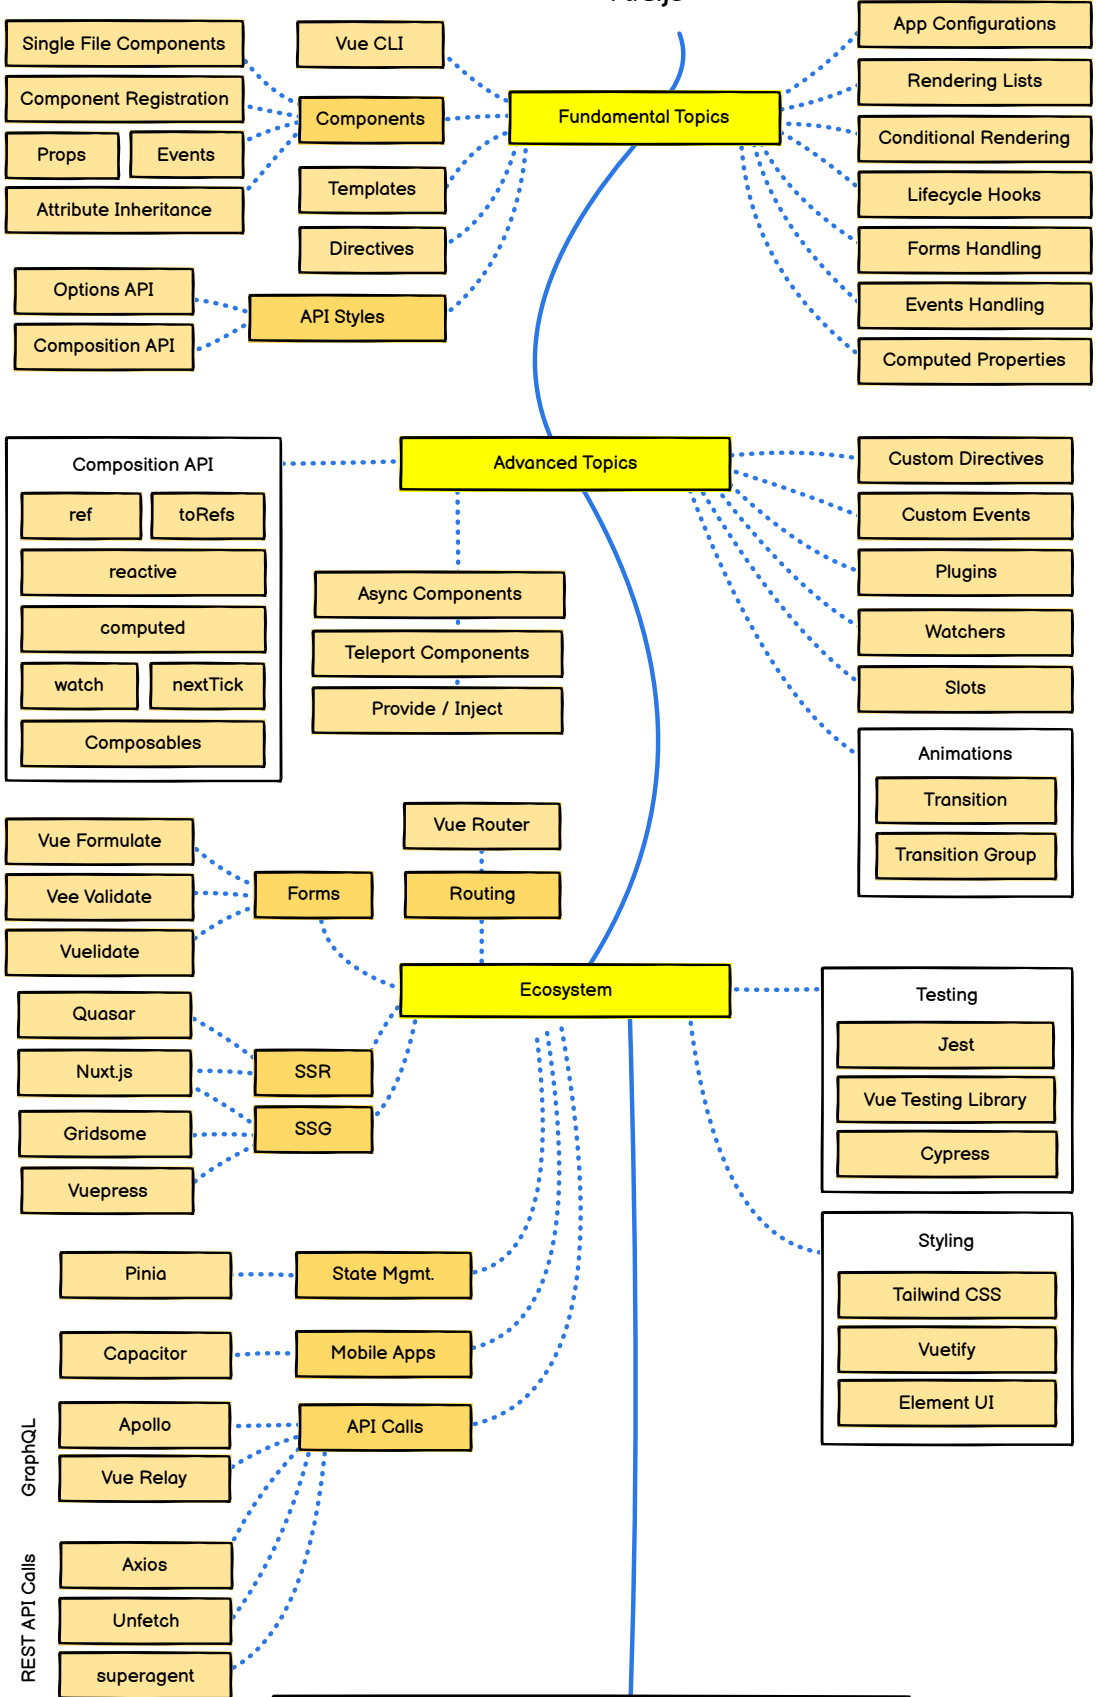 Single File Components
Vue CLI
App Configurations
Component Registration
Components
Fundamental Topics
Rendering Lists
Props
Events
Conditional Rendering
Attribute Inheritance
Templates
Lifecycle Hooks
Directives
Forms Handling
Options API
API Styles
Events Handling
Composition API
Computed Properties
Composition API
Advanced Topics
Custom Directives
ref
toRefs
Custom Events
reactive
Async Components
Plugins
computed
Teleport Components
Watchers
watch
nextTick
Provide / Inject
Slots
Composables
Animations
Transition
Transition Group
Vue Formulate
Vue Router
Vee Validate
Forms
Routing
Vuelidate
Ecosystem
Testing
Quasar
Jest
Nuxt.js
SSR
Vue Testing Library
Gridsome
SSG
Cypress
Vuepress
Styling
Pinia
State Mgmt.
Tailwind CSS
Capacitor
Mobile Apps
Vuetify
Element UI
GraphQL
Apollo
API Calls
Vue Relay
REST API Calls
Axios
Unfetch
superagent